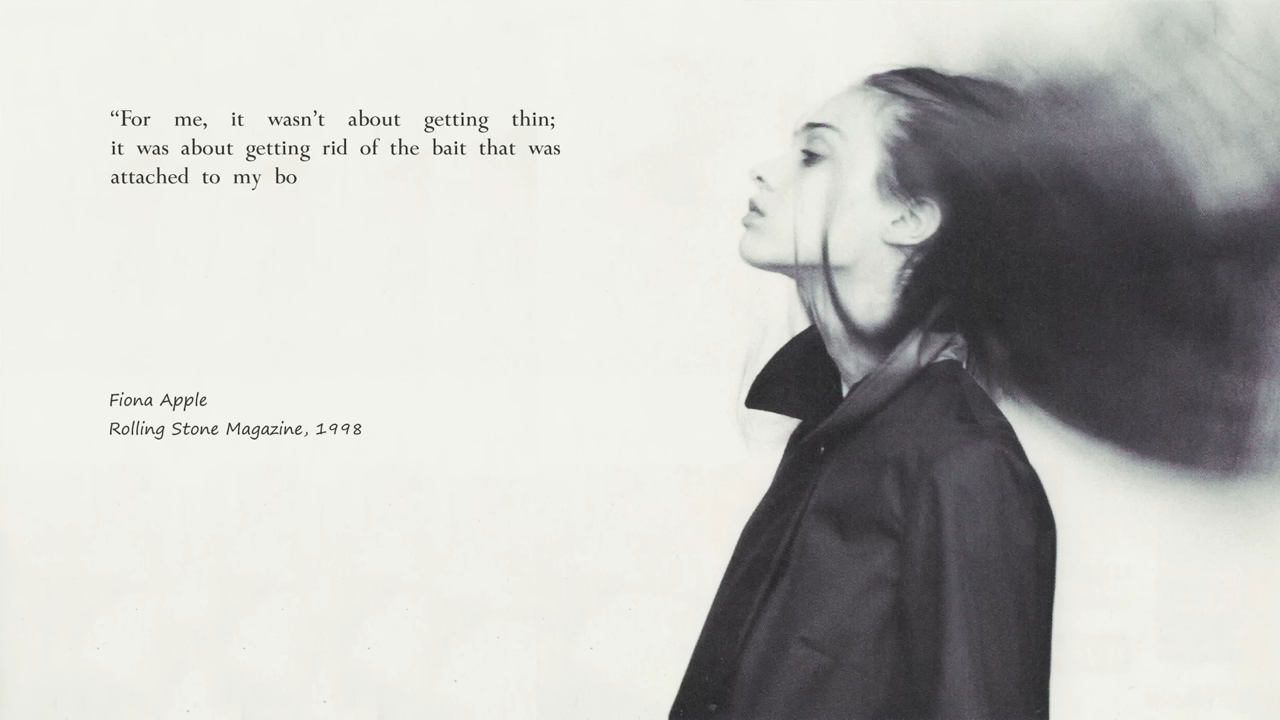 “For me, it wasn’t about getting thin;
it was about getting rid of the bait that was
attached to my bo
Fiona Apple
Rolling Stone Magazine, 1998